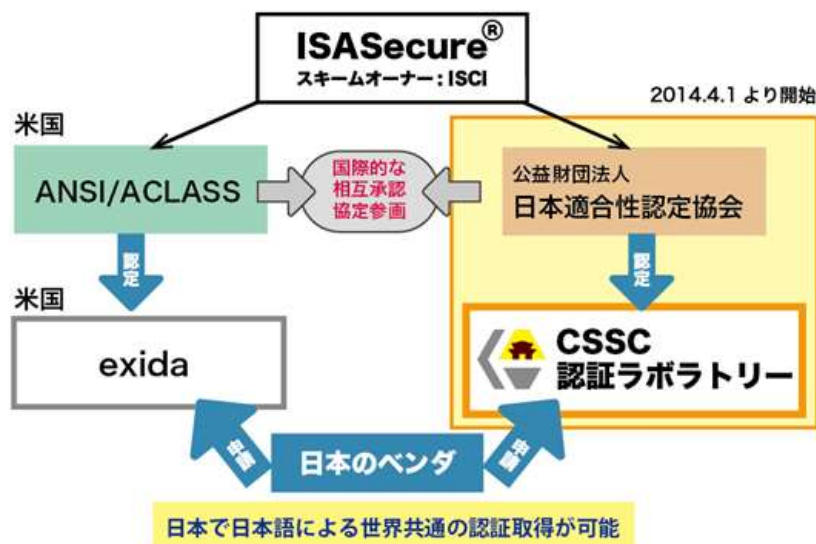 ISASecure®
スキームオーナー：ISCI
2014.4.1 より開始
米国
ANSI/ACLASS
国際的な
相互承認
協定参画
公益財団法人
日本適合性認定協会
認定
認定
米国
exida
CSSC
認証ラボラトリー
申請
日本のベンダ
申請
日本で日本語による世界共通の認証取得が可能